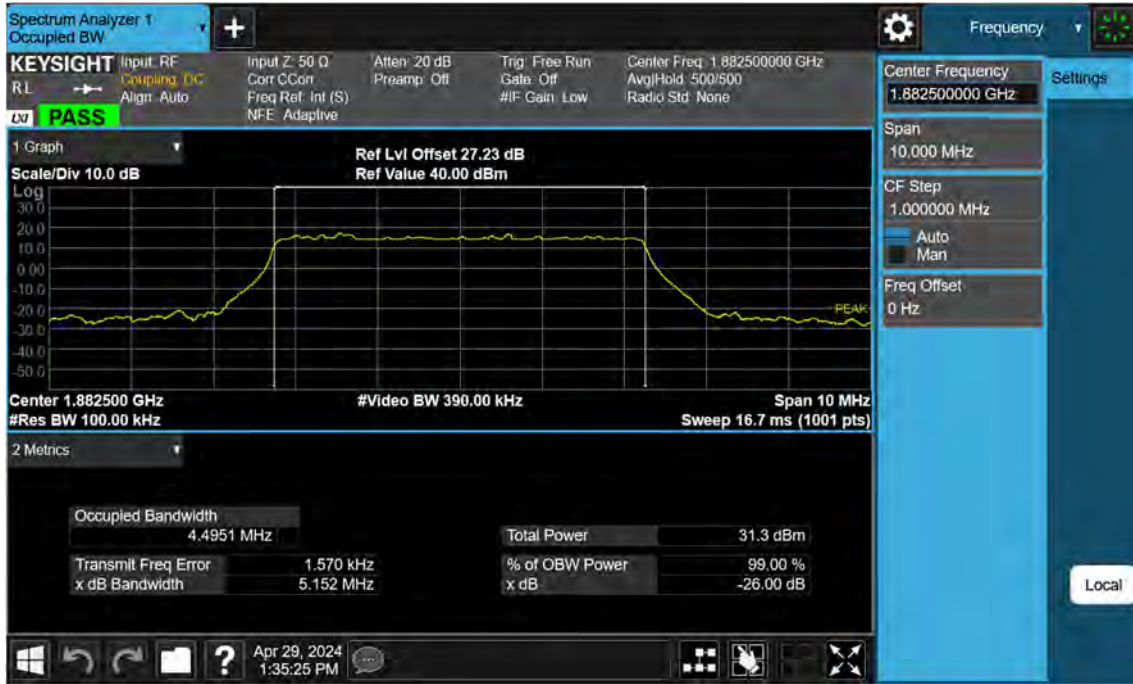 Spectrum Analyzer 1
Occupied BW
+
Frequency
KEYSIGHT
RL
Input: RF
Coupling: DC
Align: Auto
Input Z: 50 Ω
Corr CCorr
Freq Ref: Int (S)
NFE: Adaptive
Atten: 20 dB
Preamp: Off
Trig: Free Run
Gate: Off
#IF Gain: Low
Center Freq: 1.882500000 GHz
Avg|Hold: 500/500
Radio Std: None
LXI
PASS
1 Graph
Scale/Div 10.0 dB
Ref Lvl Offset 27.23 dB
Ref Value 40.00 dBm
Log
30.0
20.0
10.0
0.00
-10.0
-20.0
-30.0
-40.0
-50.0
PEAK
Center 1.882500 GHz
#Video BW 390.00 kHz
Span 10 MHz
#Res BW 100.00 kHz
Sweep 16.7 ms (1001 pts)
2 Metrics
Occupied Bandwidth
4.4951 MHz
Total Power 31.3 dBm
Transmit Freq Error 1.570 kHz
% of OBW Power 99.00 %
x dB Bandwidth 5.152 MHz
x dB -26.00 dB
Center Frequency
1.882500000 GHz
Settings
Span
10.000 MHz
CF Step
1.000000 MHz
Auto
Man
Freq Offset
0 Hz
Local
?
Apr 29, 2024
1:35:25 PM